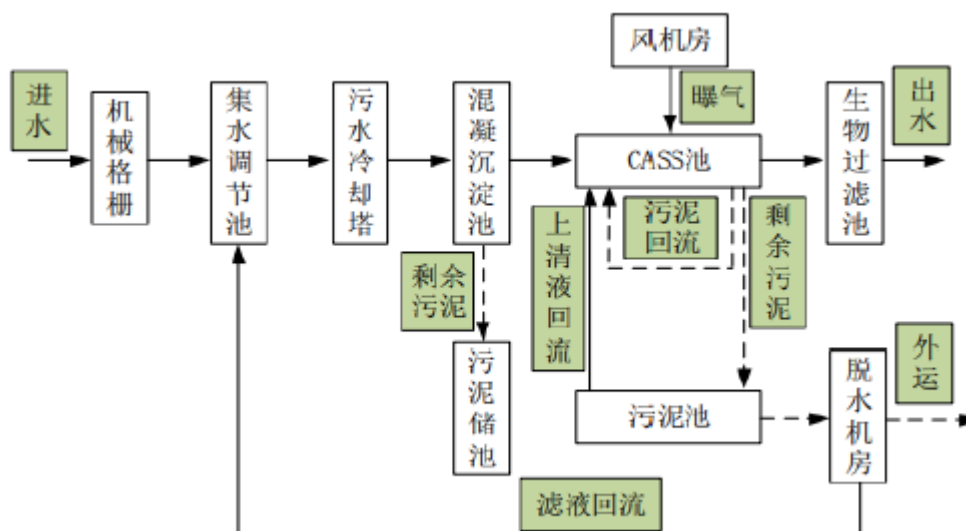 风机房
进水
机械格栅
集水调节池
污水冷却塔
混凝沉淀池
曝气
CASS池
生物过滤池
出水
剩余
污泥
上清液回流
污泥
回流
剩余污泥
污泥储池
污泥池
脱水机房
外运
滤液回流